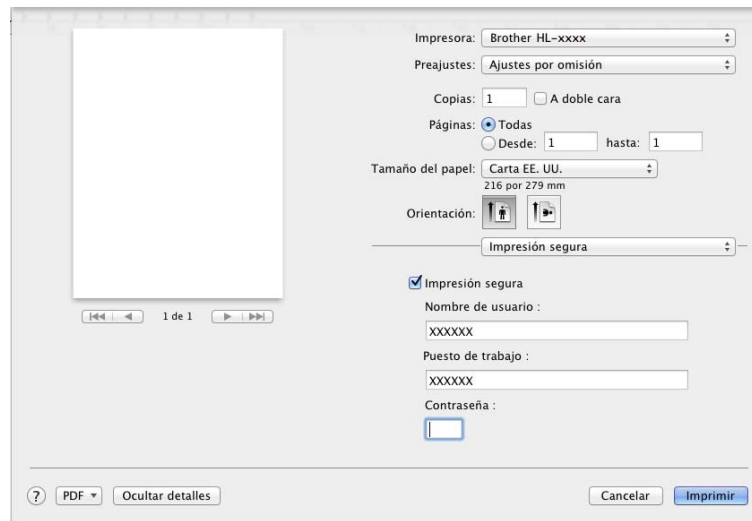 Impresora: Brother HL-xxxx
Preajustes: Ajustes por omisión
Copias: 1 A doble cara
Páginas: Todas
Desde: 1 hasta: 1
Tamaño del papel: Carta EE. UU.
216 por 279 mm
Orientación:
Impresión segura
Impresión segura
Nombre de usuario :
XXXXXX
Puesto de trabajo :
XXXXXX
Contraseña :
1 de 1
? PDF Ocultar detalles Cancelar Imprimir